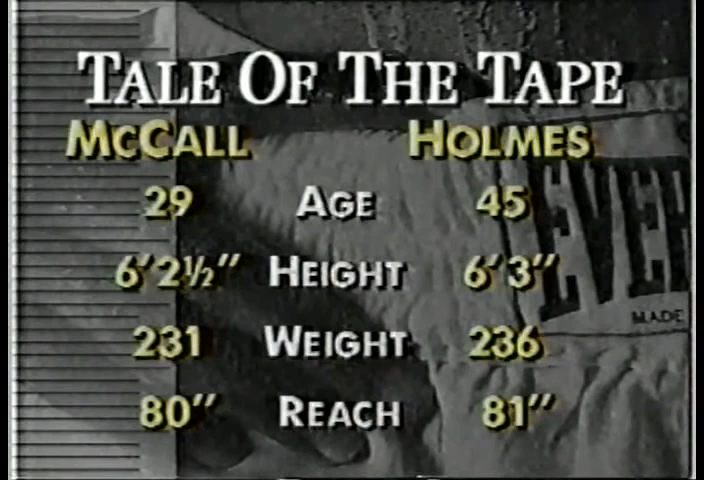 TALE OF THE TAPE
MCCALL HOLMES
29 AGE 45
6'2½" HEIGHT 6'3"
231 WEIGHT 236
80" REACH 81"
EVER
MADE